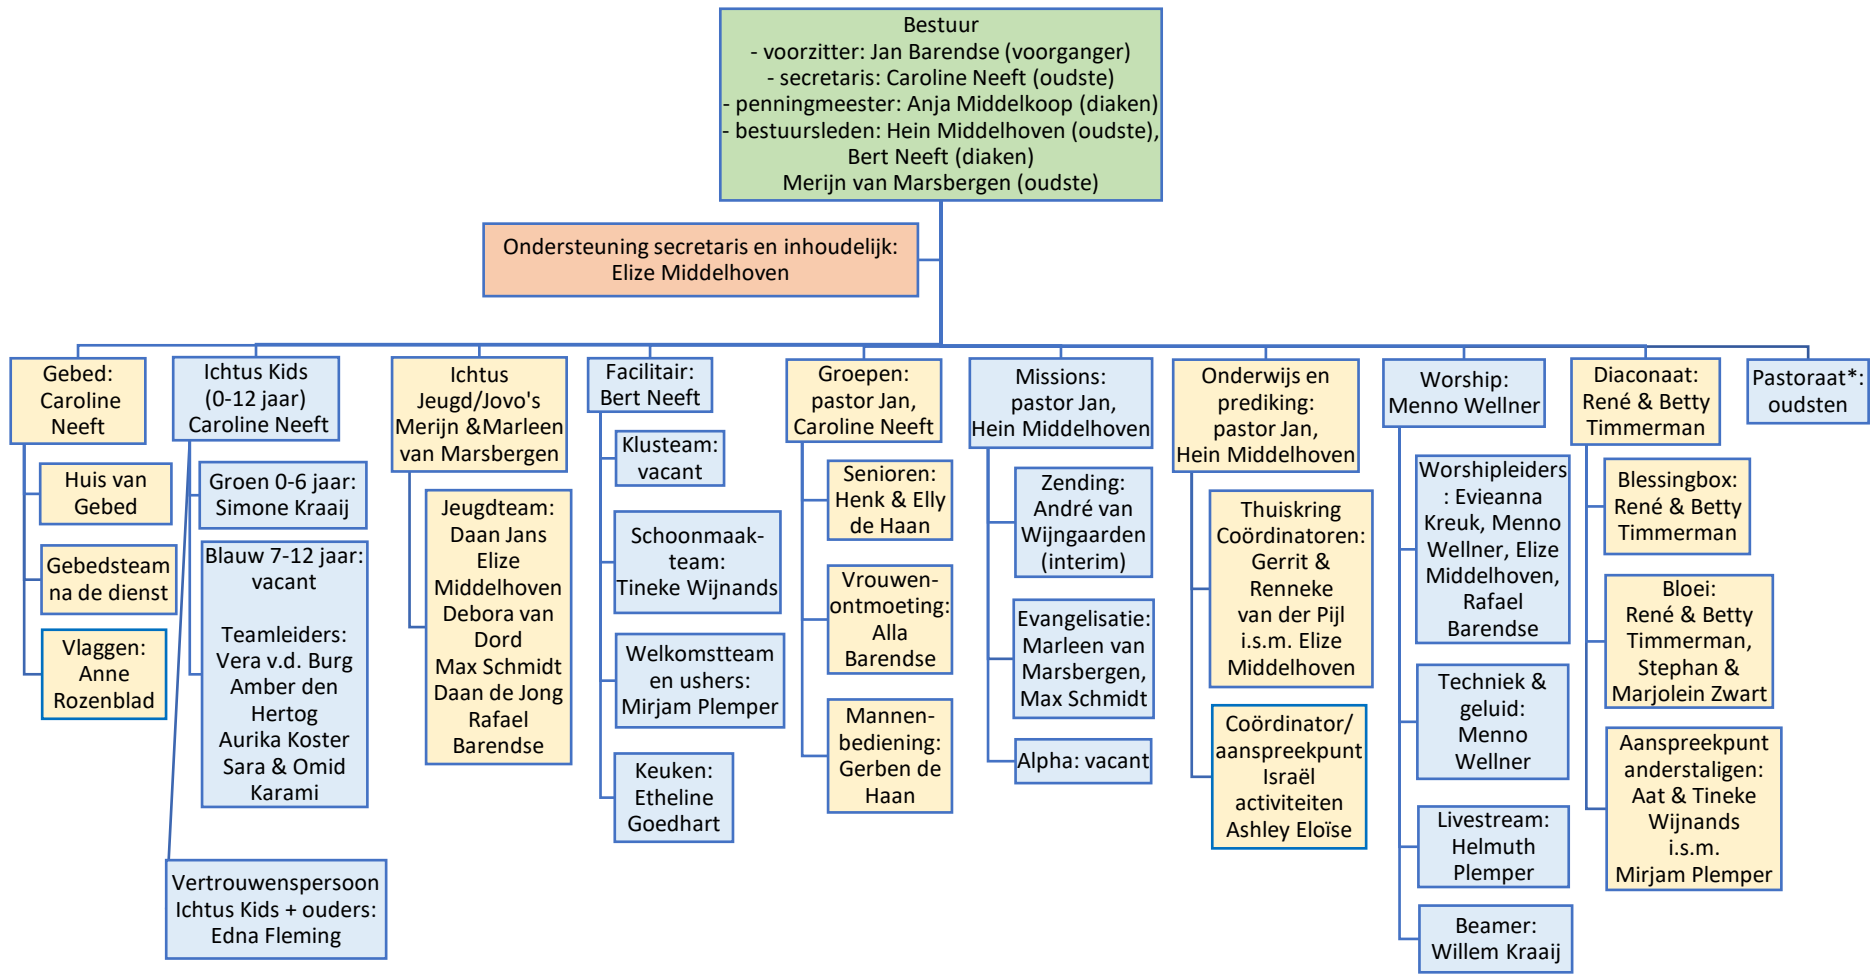 Bestuur
- voorzitter: Jan Barendse (voorganger)
- secretaris: Caroline Neeft (oudste)
- penningmeester: Anja Middelkoop (diaken)
- bestuursleden: Hein Middelhoven (oudste),
Bert Neeft (diaken)
Merijn van Marsbergen (oudste)
Ondersteuning secretaris en inhoudelijk:
Elize Middelhoven
Gebed:
Caroline
Neeft
Huis van
Gebed
Gebedsteam
na de dienst
Vlaggen:
Anne
Rozenblad
Ichtus Kids
(0-12 jaar)
Caroline Neeft
Groen 0-6 jaar:
Simone Kraaij
Blauw 7-12 jaar:
vacant
Teamleiders:
Vera v.d. Burg
Amber den
Hertog
Aurika Koster
Sara & Omid
Karami
Vertrouwenspersoon
Ichtus Kids + ouders:
Edna Fleming
Ichtus
Jeugd/Jovo's
Merijn &Marleen
van Marsbergen
Jeugdteam:
Daan Jans
Elize
Middelhoven
Debora van
Dord
Max Schmidt
Daan de Jong
Rafael
Barendse
Facilitair:
Bert Neeft
Klusteam:
vacant
Schoonmaak-
team:
Tineke Wijnands
Welkomstteam
en ushers:
Mirjam Plemper
Keuken:
Etheline
Goedhart
Groepen:
pastor Jan,
Caroline Neeft
Senioren:
Henk & Elly
de Haan
Vrouwen-
ontmoeting:
Alla
Barendse
Mannen-
bediening:
Gerben de
Haan
Missions:
pastor Jan,
Hein Middelhoven
Zending:
André van
Wijngaarden
(interim)
Evangelisatie:
Marleen van
Marsbergen,
Max Schmidt
Alpha: vacant
Onderwijs en
prediking:
pastor Jan,
Hein Middelhoven
Thuiskring
Coördinatoren:
Gerrit &
Renneke
van der Pijl
i.s.m. Elize
Middelhoven
Coördinator/
aanspreekpunt
Israël
activiteiten
Ashley Eloïse
Worship:
Menno Wellner
Worshipleiders
: Evieanna
Kreuk, Menno
Wellner, Elize
Middelhoven,
Rafael
Barendse
Techniek &
geluid:
Menno
Wellner
Livestream:
Helmuth
Plemper
Beamer:
Willem Kraaij
Diaconaat:
René & Betty
Timmerman
Blessingbox:
René & Betty
Timmerman
Bloei:
René & Betty
Timmerman,
Stephan &
Marjolein Zwart
Aanspreekpunt
anderstaligen:
Aat & Tineke
Wijnands
i.s.m.
Mirjam Plemper
Pastoraat*:
oudsten